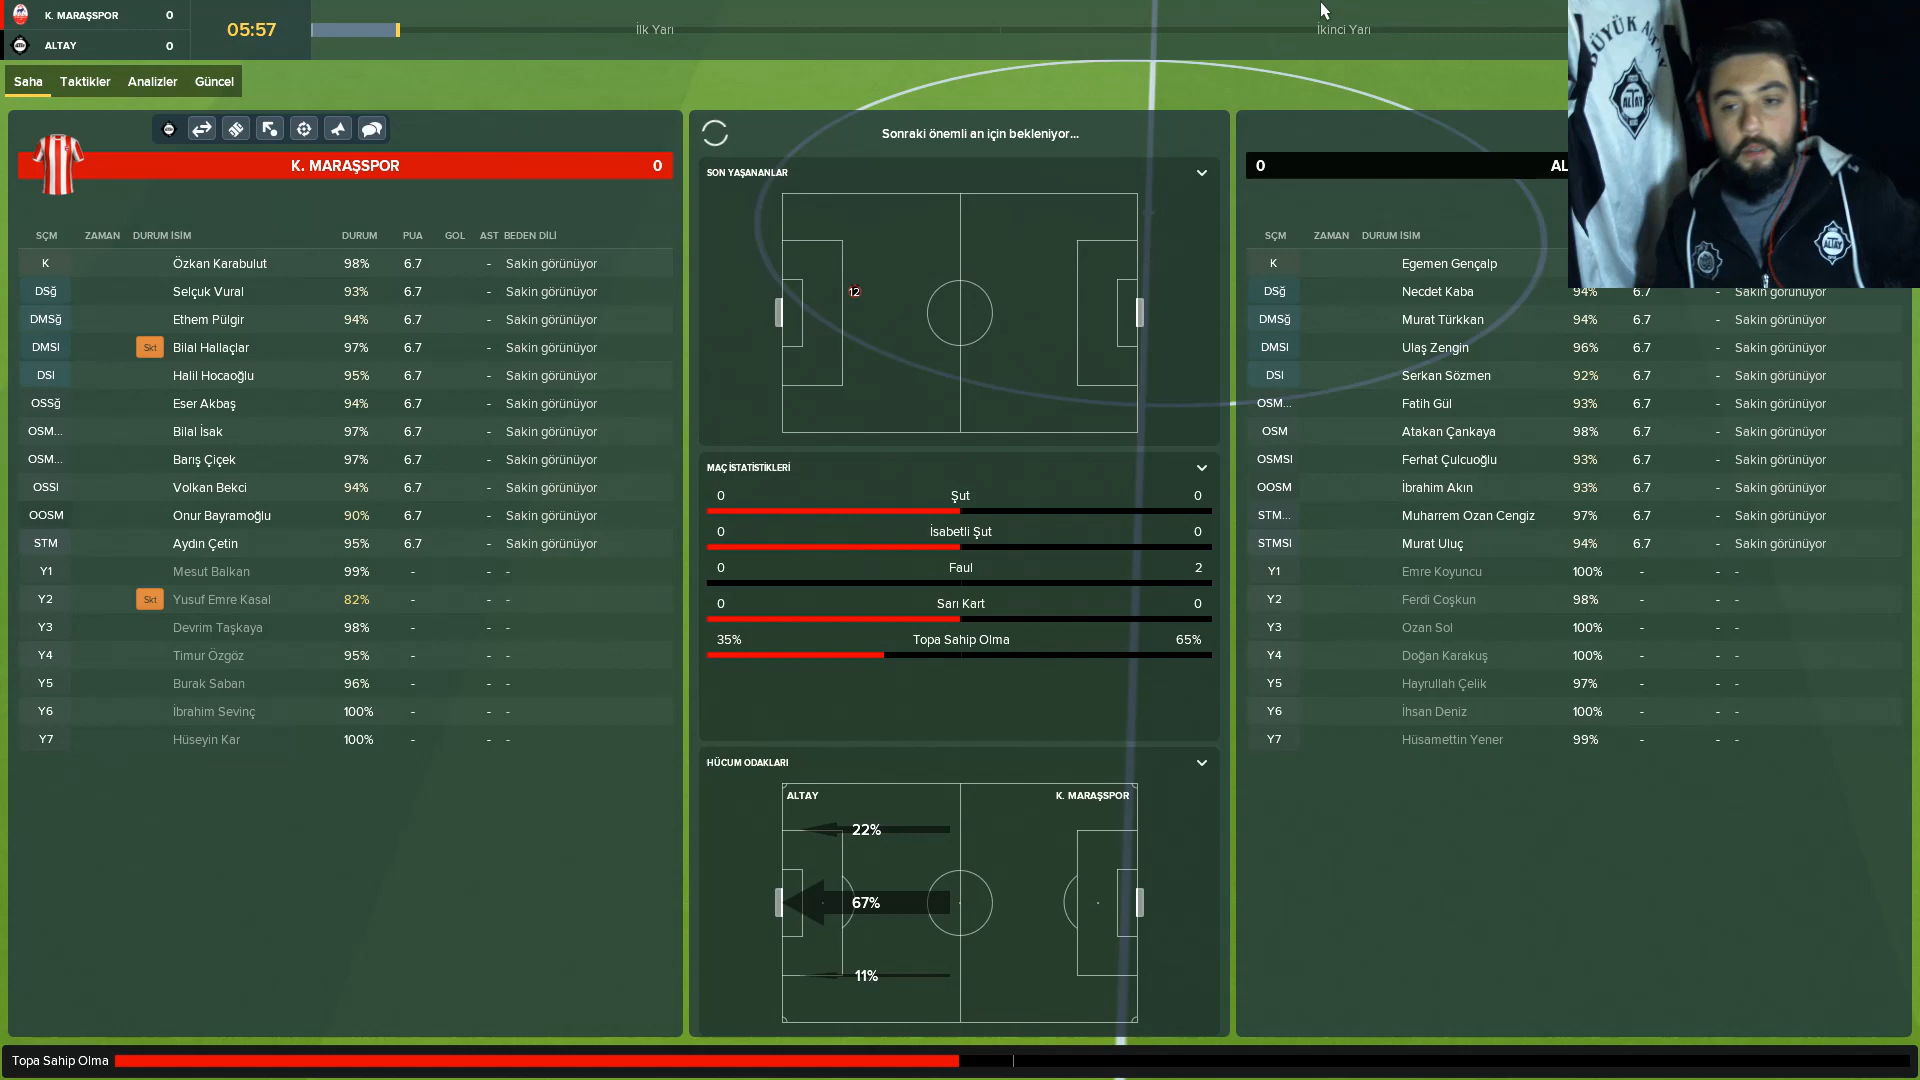 K. MARAŞSPOR 0
ALTAY 0
05:57
İlk Yarı
İkinci Yarı
BÜYÜK ALTAY
ALTAY
ALTAY
Saha Taktikler Analizler Güncel
K. MARAŞSPOR 0
SÇM ZAMAN DURUM İSİM DURUM PUA GOL AST BEDEN DİLİ
K Özkan Karabulut 98% 6.7 - Sakin görünüyor
DSğ Selçuk Vural 93% 6.7 - Sakin görünüyor
DMSğ Ethem Pülgir 94% 6.7 - Sakin görünüyor
DMSl Skt Bilal Hallaçlar 97% 6.7 - Sakin görünüyor
DSl Halil Hocaoğlu 95% 6.7 - Sakin görünüyor
OSSğ Eser Akbaş 94% 6.7 - Sakin görünüyor
OSM... Bilal İsak 97% 6.7 - Sakin görünüyor
OSM... Barış Çiçek 97% 6.7 - Sakin görünüyor
OSSl Volkan Bekci 94% 6.7 - Sakin görünüyor
OOSM Onur Bayramoğlu 90% 6.7 - Sakin görünüyor
STM Aydın Çetin 95% 6.7 - Sakin görünüyor
Y1 Mesut Balkan 99% - - -
Y2 Skt Yusuf Emre Kasal 82% - - -
Y3 Devrim Taşkaya 98% - - -
Y4 Timur Özgöz 95% - - -
Y5 Burak Saban 96% - - -
Y6 İbrahim Sevinç 100% - - -
Y7 Hüseyin Kar 100% - - -
Sonraki önemli an için bekleniyor...
SON YAŞANANLAR
12
MAÇ İSTATİSTİKLERİ
0 Şut 0
0 İsabetli Şut 0
0 Faul 2
0 Sarı Kart 0
35% Topa Sahip Olma 65%
HÜCUM ODAKLARI
ALTAY K. MARAŞSPOR
22%
67%
11%
0 AL
SÇM ZAMAN DURUM İSİM
K Egemen Gençalp
DSğ Necdet Kaba 94% 6.7 - Sakin görünüyor
DMSğ Murat Türkkan 94% 6.7 - Sakin görünüyor
DMSl Ulaş Zengin 96% 6.7 - Sakin görünüyor
DSl Serkan Sözmen 92% 6.7 - Sakin görünüyor
OSM... Fatih Gül 93% 6.7 - Sakin görünüyor
OSM Atakan Çankaya 98% 6.7 - Sakin görünüyor
OSMSl Ferhat Çulcuoğlu 93% 6.7 - Sakin görünüyor
OOSM İbrahim Akın 93% 6.7 - Sakin görünüyor
STM... Muharrem Ozan Cengiz 97% 6.7 - Sakin görünüyor
STMSl Murat Uluç 94% 6.7 - Sakin görünüyor
Y1 Emre Koyuncu 100% - - -
Y2 Ferdi Coşkun 98% - - -
Y3 Ozan Sol 100% - - -
Y4 Doğan Karakuş 100% - - -
Y5 Hayrullah Çelik 97% - - -
Y6 İhsan Deniz 100% - - -
Y7 Hüsamettin Yener 99% - - -
Topa Sahip Olma